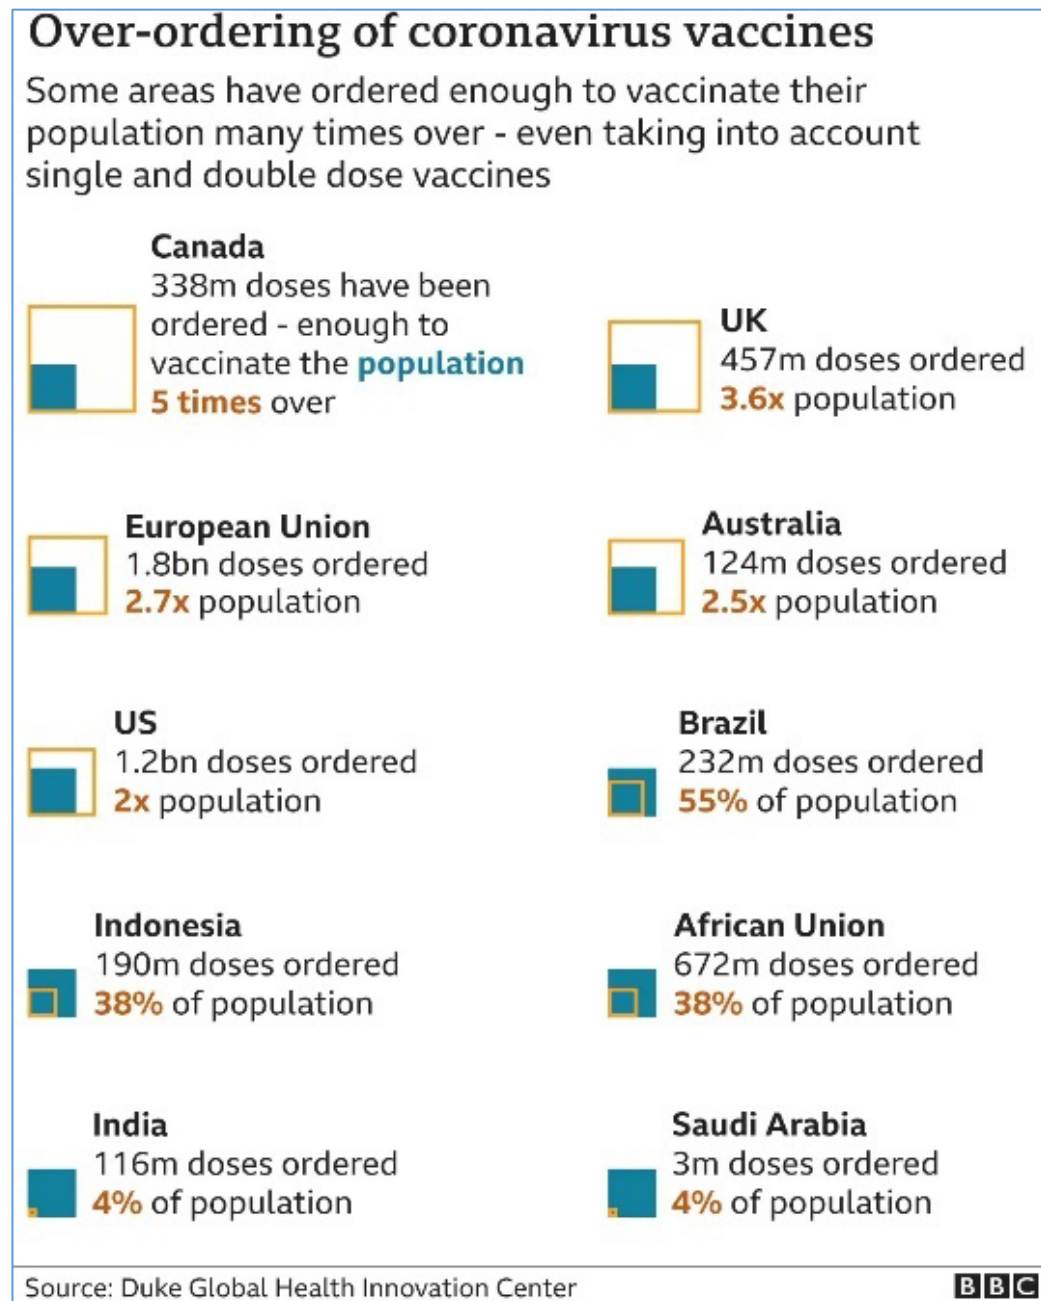 Over-ordering of coronavirus vaccines
Some areas have ordered enough to vaccinate their
population many times over - even taking into account
single and double dose vaccines
Canada
338m doses have been
ordered - enough to
vaccinate the population
5 times over
UK
457m doses ordered
3.6x population
European Union
1.8bn doses ordered
2.7x population
Australia
124m doses ordered
2.5x population
US
1.2bn doses ordered
2x population
Brazil
232m doses ordered
55% of population
Indonesia
190m doses ordered
38% of population
African Union
672m doses ordered
38% of population
India
116m doses ordered
4% of population
Saudi Arabia
3m doses ordered
4% of population
Source: Duke Global Health Innovation Center
BBC